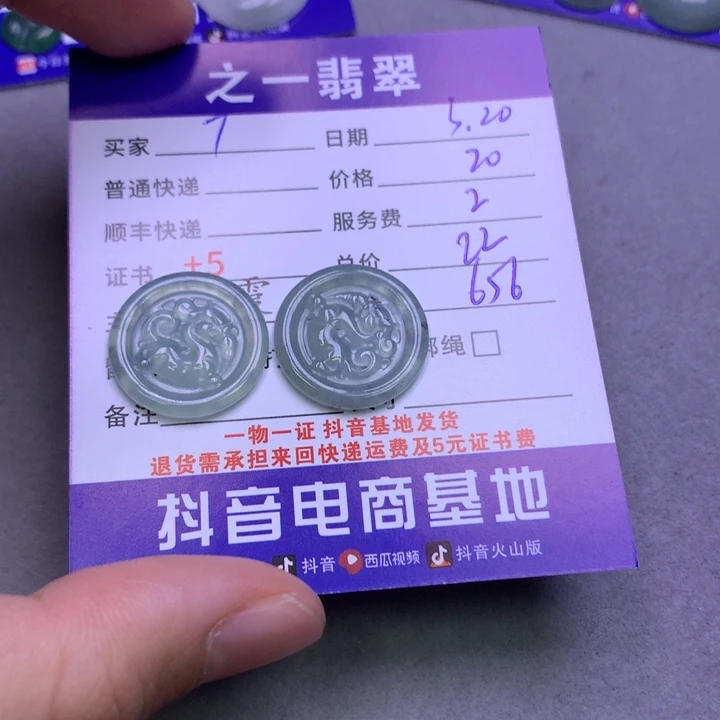 之一翡翠
买家 7 日期 5.20
普通快递 价格 20
顺丰快递 服务费 2
证书 +5 总价 22
656
绑绳
备注
一物一证 抖音基地发货
退货需承担来回快递运费及5元证书费
抖音电商基地
抖音 西瓜视频 抖音火山版